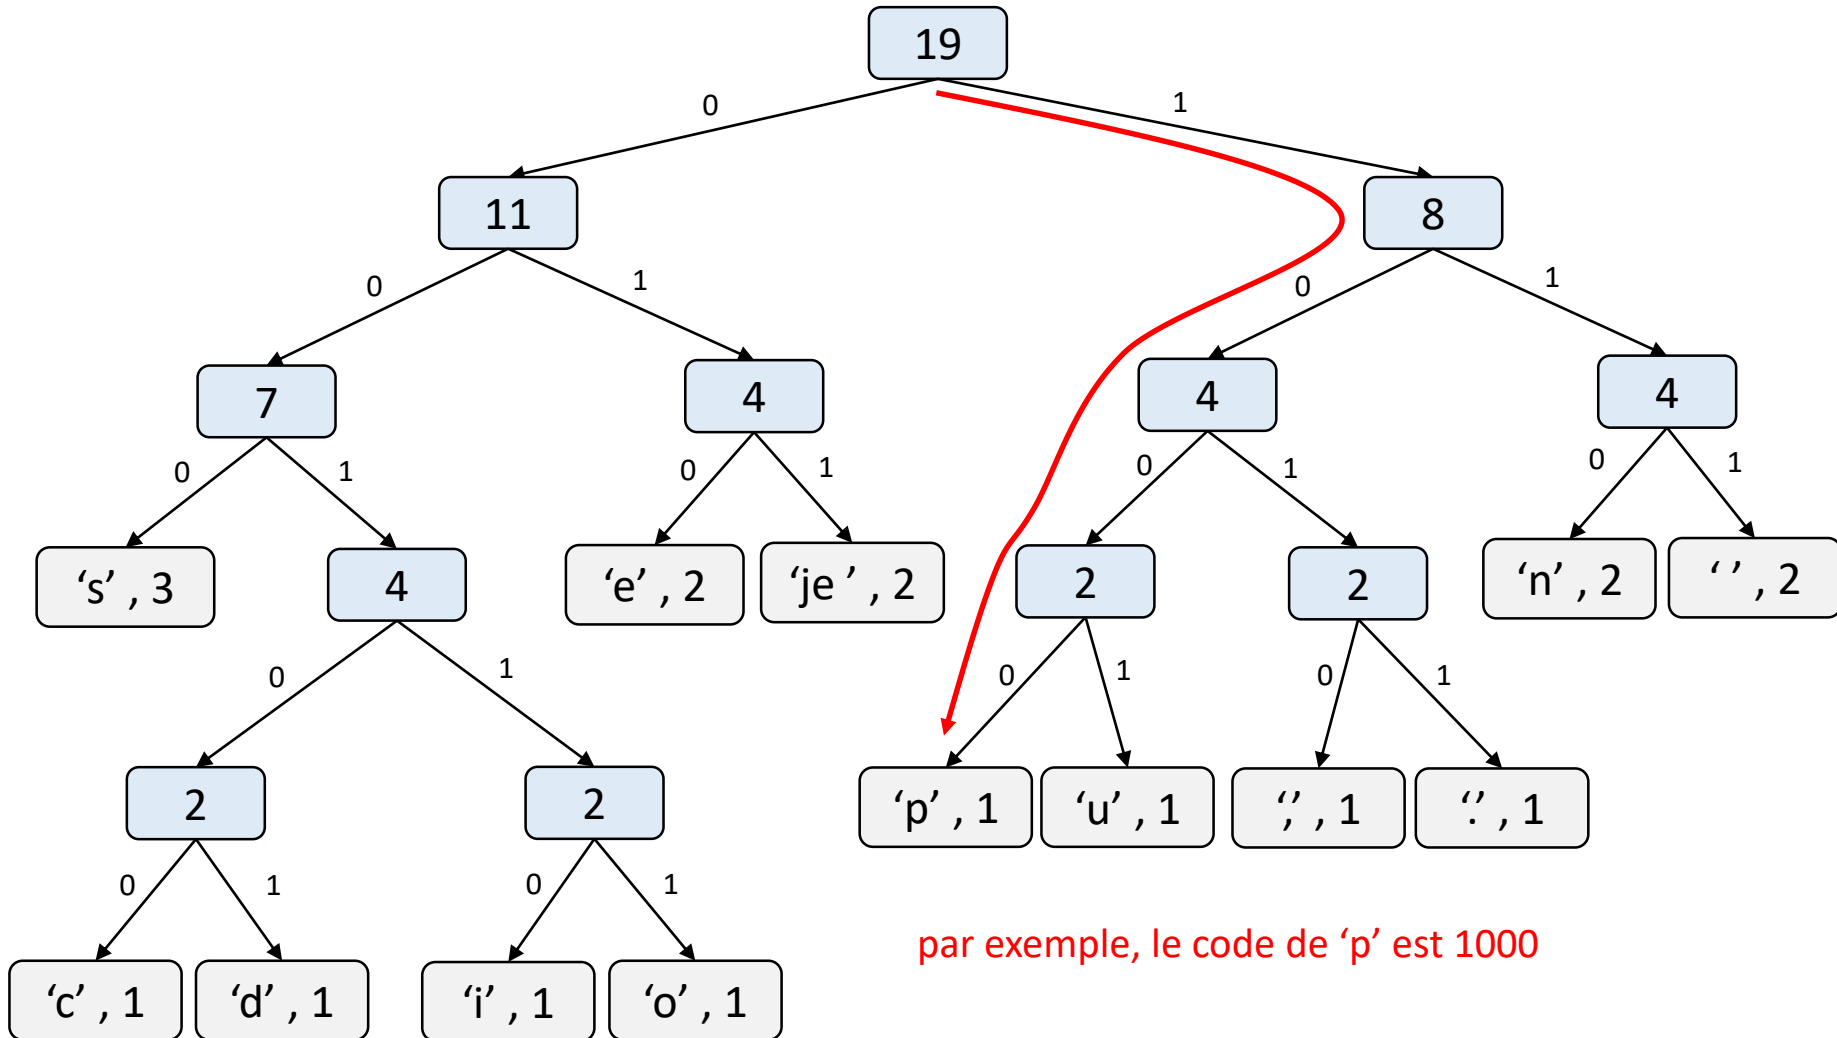 19
0
1
11
8
0
1
0
1
7
4
4
4
0
1
0
1
0
1
0
1
‘s’ , 3
4
‘e’ , 2
‘je ’ , 2
2
2
‘n’ , 2
‘ ’ , 2
0
1
0
1
0
1
2
2
‘p’ , 1
‘u’ , 1
‘,’ , 1
‘.’ , 1
0
1
0
1
par exemple, le code de ‘p’ est 1000
‘c’ , 1
‘d’ , 1
‘i’ , 1
‘o’ , 1